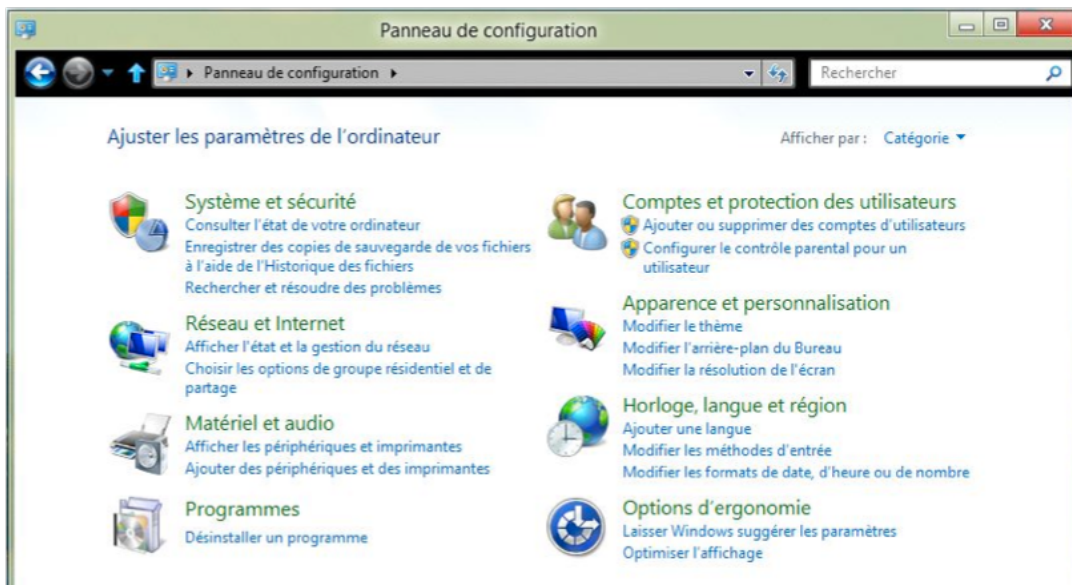 Panneau de configuration
Panneau de configuration
Rechercher
Ajuster les paramètres de l'ordinateur
Afficher par :
Catégorie
Système et sécurité
Consulter l'état de votre ordinateur
Enregistrer des copies de sauvegarde de vos fichiers
à l'aide de l'Historique des fichiers
Rechercher et résoudre des problèmes
Réseau et Internet
Afficher l'état et la gestion du réseau
Choisir les options de groupe résidentiel et de
partage
Matériel et audio
Afficher les périphériques et imprimantes
Ajouter des périphériques et des imprimantes
Programmes
Désinstaller un programme
Comptes et protection des utilisateurs
Ajouter ou supprimer des comptes d'utilisateurs
Configurer le contrôle parental pour un
utilisateur
Apparence et personnalisation
Modifier le thème
Modifier l'arrière-plan du Bureau
Modifier la résolution de l'écran
Horloge, langue et région
Ajouter une langue
Modifier les méthodes d'entrée
Modifier les formats de date, d'heure ou de nombre
Options d'ergonomie
Laisser Windows suggérer les paramètres
Optimiser l'affichage